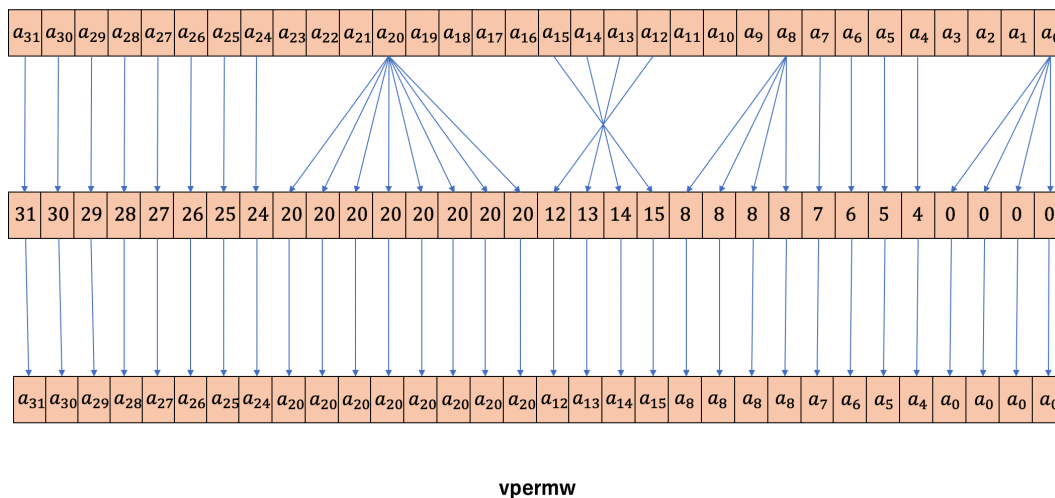 a₃₁ a₃₀ a₂₉ a₂₈ a₂₇ a₂₆ a₂₅ a₂₄ a₂₃ a₂₂ a₂₁ a₂₀ a₁₉ a₁₈ a₁₇ a₁₆ a₁₅ a₁₄ a₁₃ a₁₂ a₁₁ a₁₀ a₉ a₈ a₇ a₆ a₅ a₄ a₃ a₂ a₁ a₀
31 30 29 28 27 26 25 24 20 20 20 20 20 20 20 20 12 13 14 15 8 8 8 8 7 6 5 4 0 0 0 0
a₃₁ a₃₀ a₂₉ a₂₈ a₂₇ a₂₆ a₂₅ a₂₄ a₂₀ a₂₀ a₂₀ a₂₀ a₂₀ a₂₀ a₂₀ a₂₀ a₁₂ a₁₃ a₁₄ a₁₅ a₈ a₈ a₈ a₈ a₇ a₆ a₅ a₄ a₀ a₀ a₀ a₀
vpermw